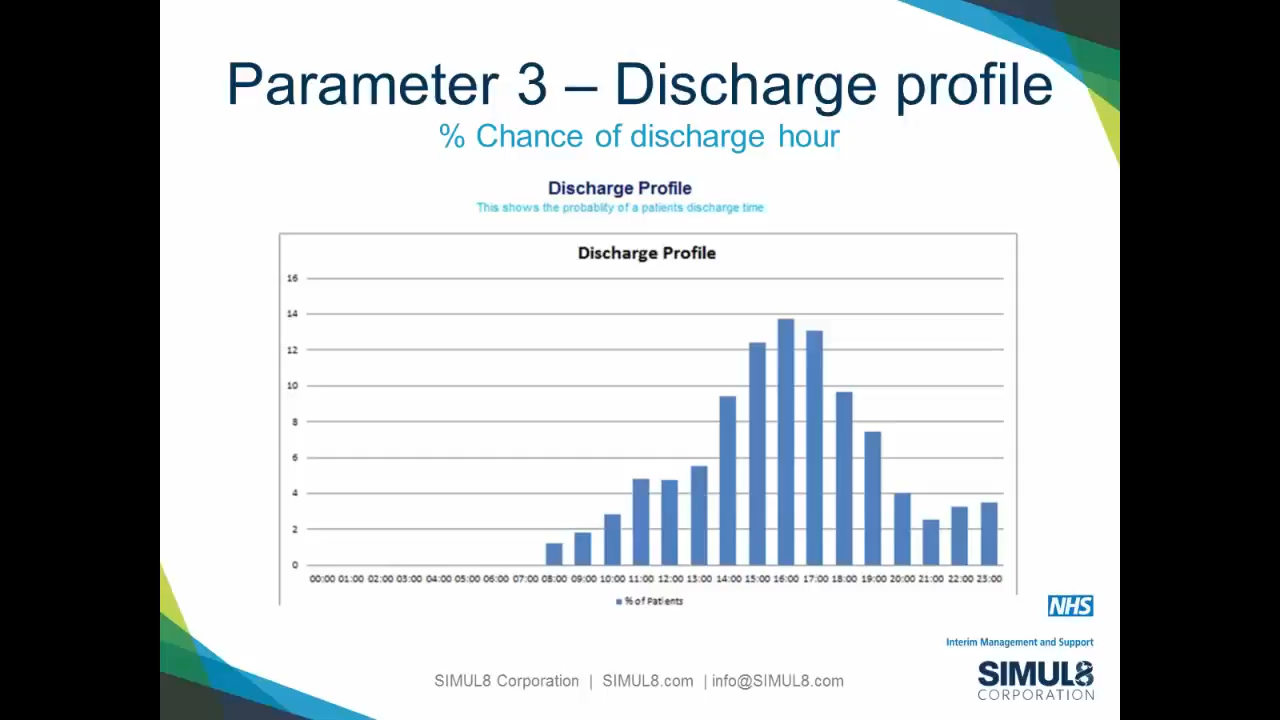 Parameter 3 – Discharge profile
% Chance of discharge hour
Discharge Profile
This shows the probablity of a patients discharge time
Discharge Profile
16
14
12
10
8
6
4
2
0
00:00 01:00 02:00 03:00 04:00 05:00 06:00 07:00 08:00 09:00 10:00 11:00 12:00 13:00 14:00 15:00 16:00 17:00 18:00 19:00 20:00 21:00 22:00 23:00
% of Patients
NHS
Interim Management and Support
SIMUL8 Corporation | SIMUL8.com | info@SIMUL8.com
SIMUL8
CORPORATION